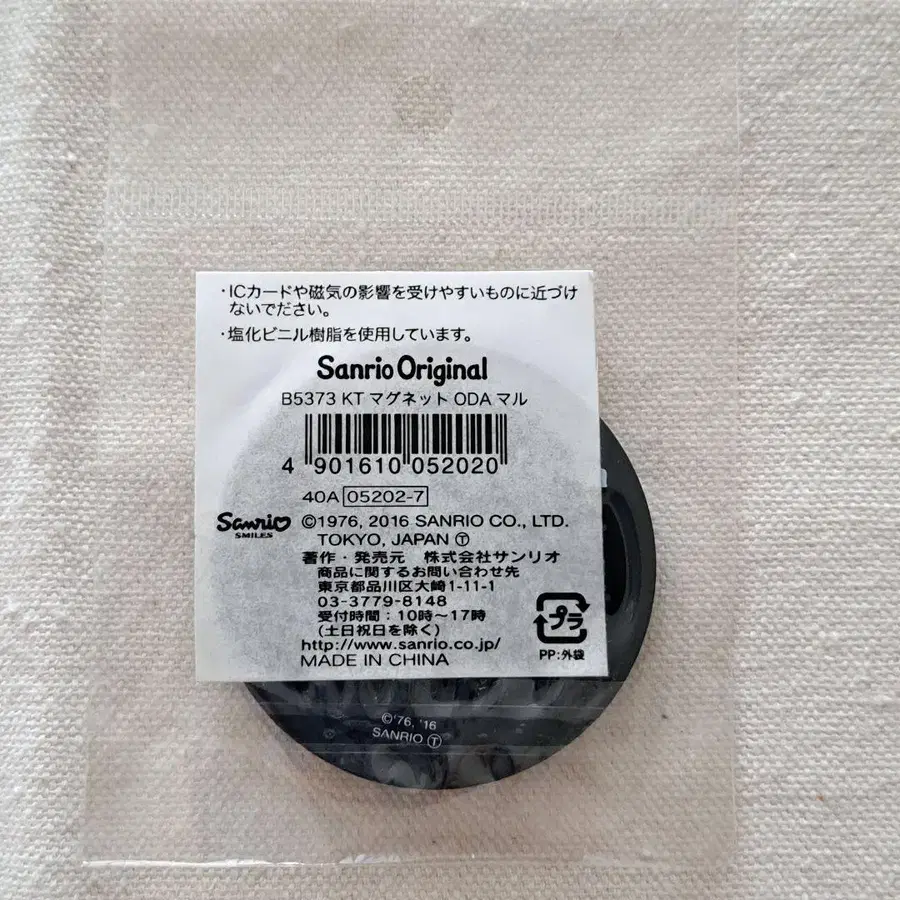 ・ICカードや磁気の影響を受けやすいものに近づけ
ないでださい。
・塩化ビニル樹脂を使用しています。
Sanrio Original
B5373 KT マグネット ODA マル
4 901610 052020
40A 05202-7
Sanrio
SMILES
©1976, 2016 SANRIO CO., LTD.
TOKYO, JAPAN Ⓣ
著作・発売元 株式会社サンリオ
商品に関するお問い合わせ先
東京都品川区大崎1-11-1
03-3779-8148
受付時間：10時～17時
(土日祝日を除く)
http://www.sanrio.co.jp/
MADE IN CHINA
プラ
PP:外袋
©'76, '16
SANRIO Ⓣ